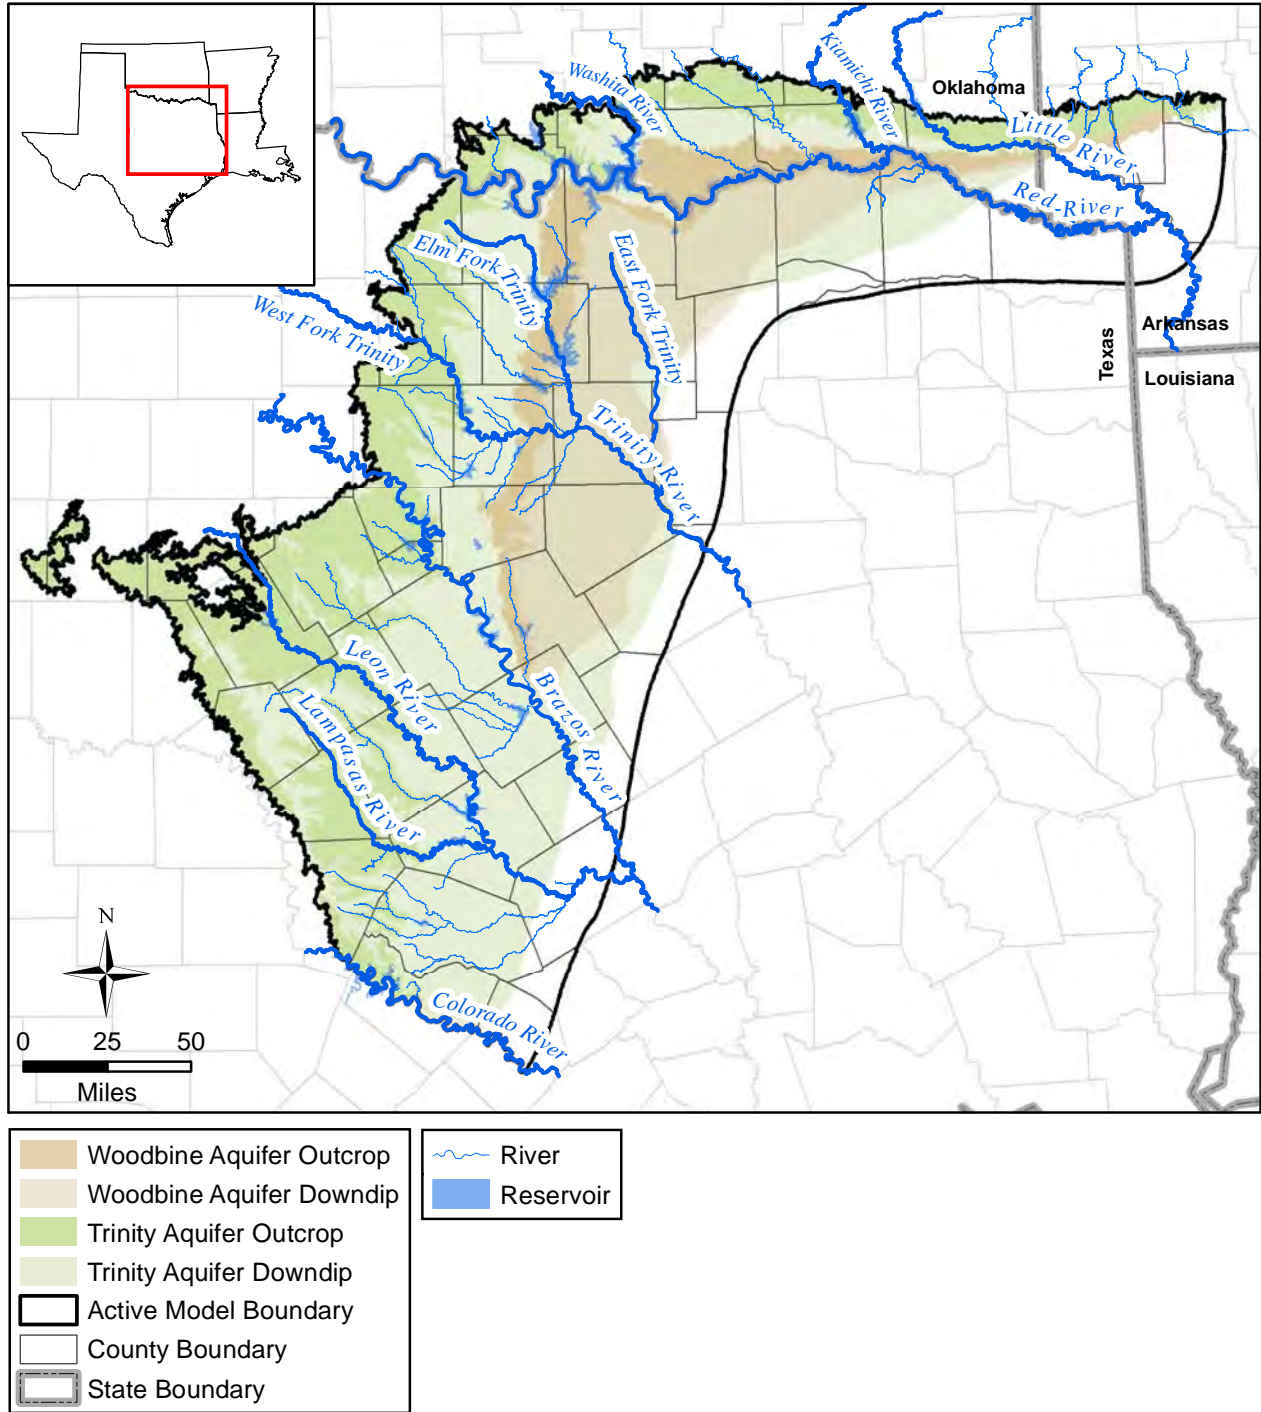 Washita River
Kiamichi River
Oklahoma
Little River
Red River
Elm Fork Trinity
East Fork Trinity
West Fork Trinity
Texas
Arkansas
Louisiana
Trinity River
Leon River
Lampasas River
Brazos River
N
Colorado River
0 25 50
Miles
Woodbine Aquifer Outcrop
Woodbine Aquifer Downdip
Trinity Aquifer Outcrop
Trinity Aquifer Downdip
Active Model Boundary
County Boundary
State Boundary
River
Reservoir